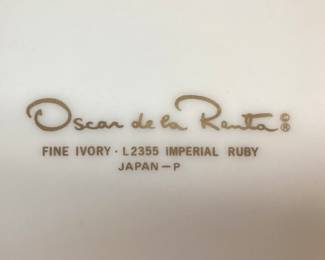 Oscar de la Renta © ®
FINE IVORY · L2355 IMPERIAL RUBY
JAPAN-P